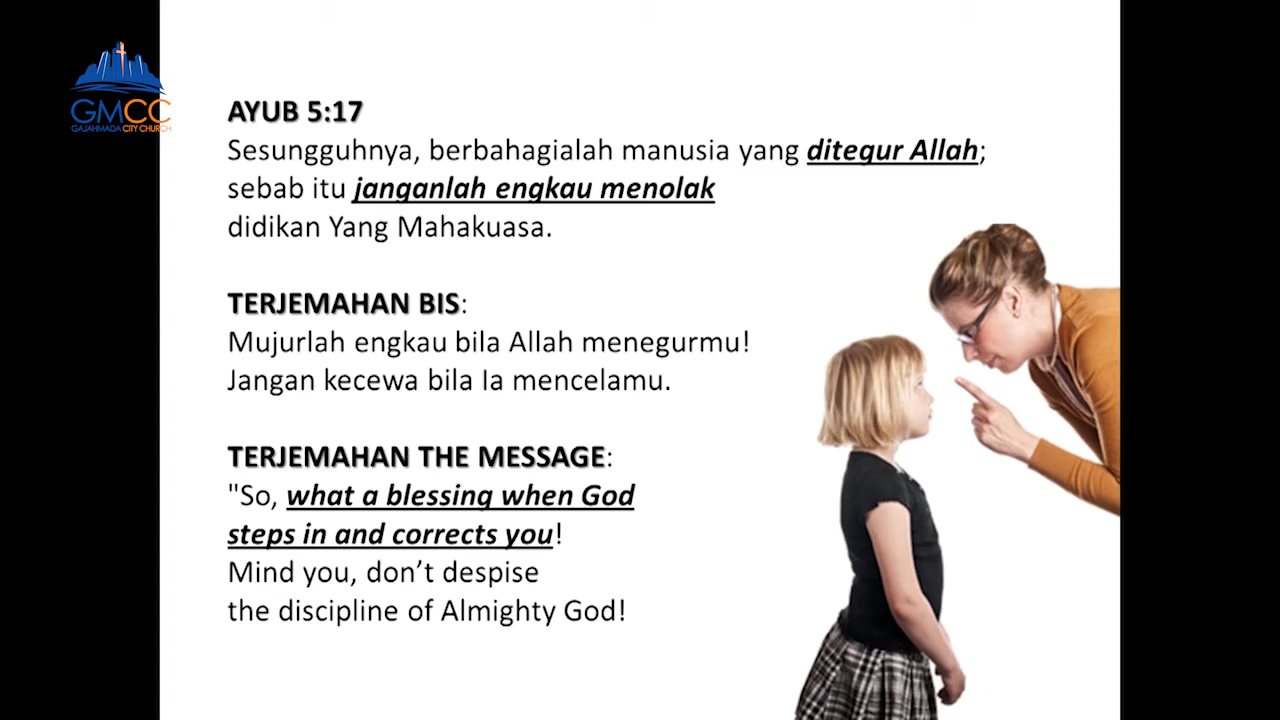 GMCC
GAJAHMADA CITY CHURCH
AYUB 5:17
Sesungguhnya, berbahagialah manusia yang ditegur Allah;
sebab itu janganlah engkau menolak
didikan Yang Mahakuasa.
TERJEMAHAN BIS:
Mujurlah engkau bila Allah menegurmu!
Jangan kecewa bila Ia mencelamu.
TERJEMAHAN THE MESSAGE:
"So, what a blessing when God
steps in and corrects you!
Mind you, don’t despise
the discipline of Almighty God!